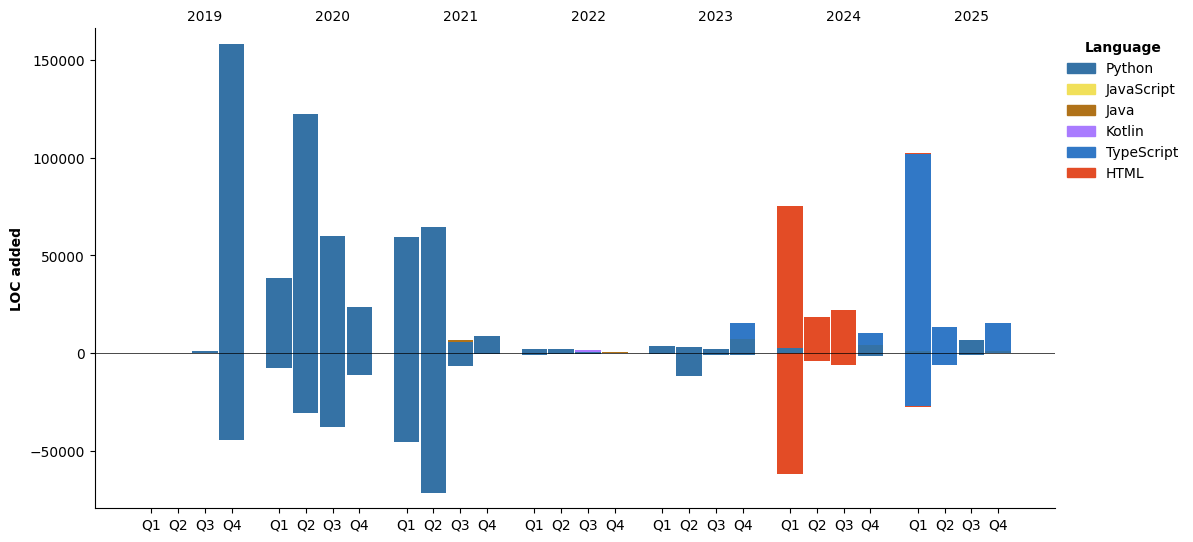 2019 2020 2021 2022 2023 2024 2025
Language
Python
JavaScript
Java
Kotlin
TypeScript
HTML
LOC added
150000
100000
50000
0
−50000
Q1 Q2 Q3 Q4 Q1 Q2 Q3 Q4 Q1 Q2 Q3 Q4 Q1 Q2 Q3 Q4 Q1 Q2 Q3 Q4 Q1 Q2 Q3 Q4 Q1 Q2 Q3 Q4